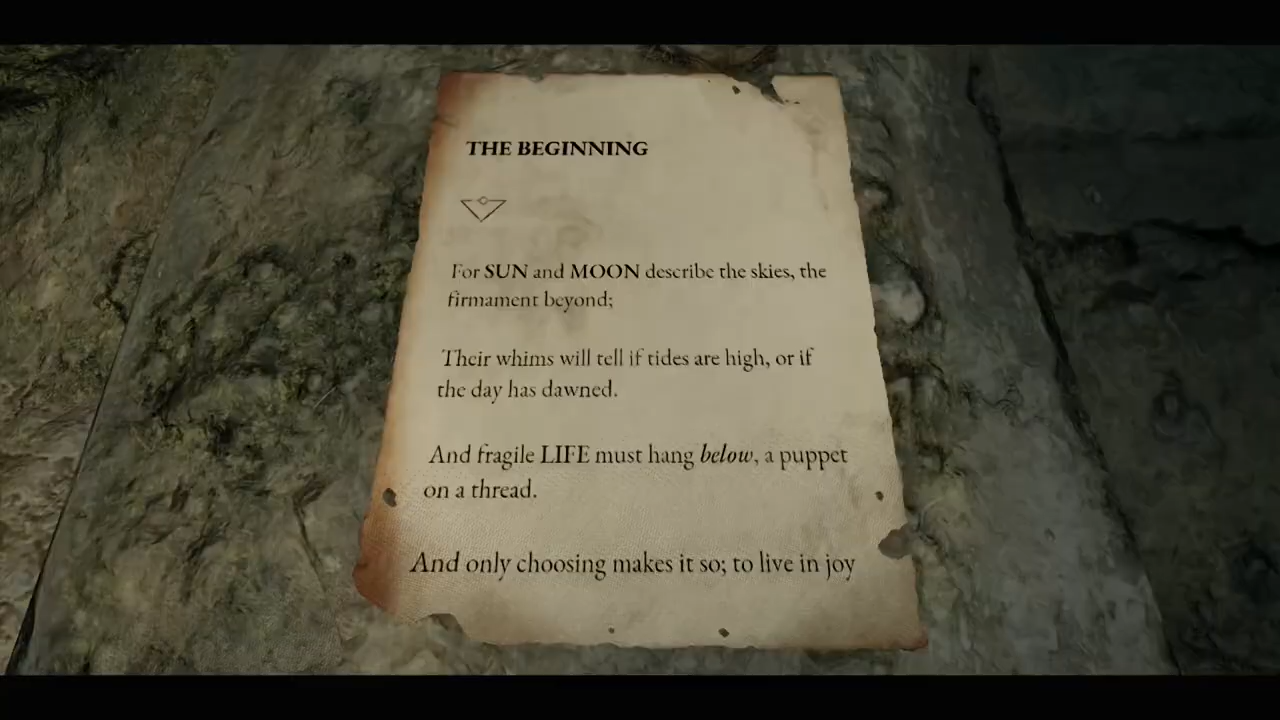 THE BEGINNING
For SUN and MOON describe the skies, the
firmament beyond;
Their whims will tell if tides are high, or if
the day has dawned.
And fragile LIFE must hang below, a puppet
on a thread.
And only choosing makes it so; to live in joy